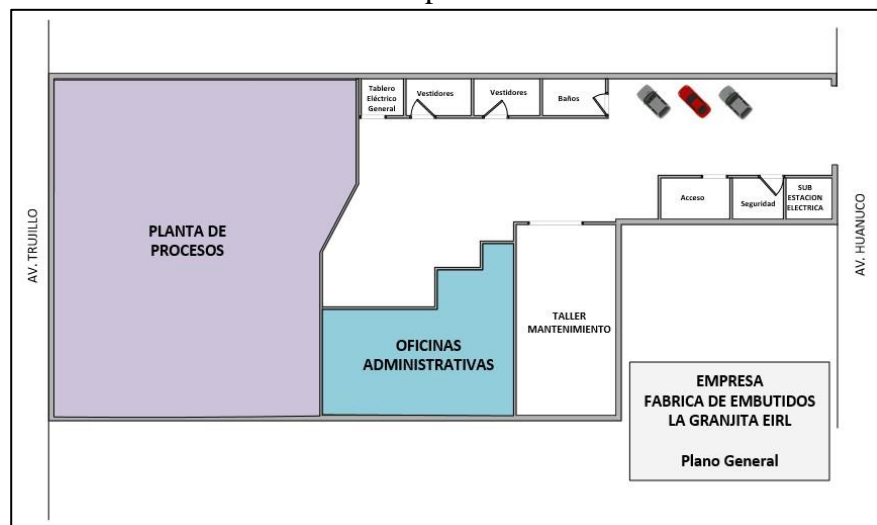 AV. TRUJILLO
PLANTA DE
PROCESOS
Tablero
Eléctrico
General
Vestidores
Vestidores
Baños
Acceso
Seguridad
SUB
ESTACION
ELECTRICA
AV. HUANUCO
OFICINAS
ADMINISTRATIVAS
TALLER
MANTENIMIENTO
EMPRESA
FABRICA DE EMBUTIDOS
LA GRANJITA EIRL
Plano General